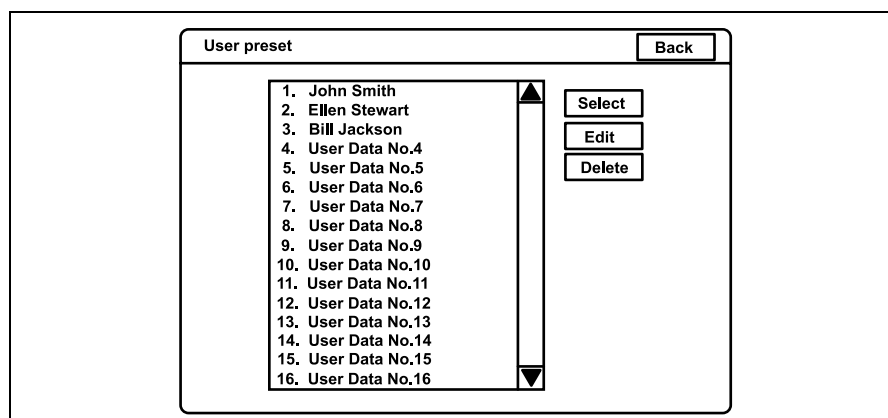 User preset
Back
1. John Smith
2. Ellen Stewart
3. Bill Jackson
4. User Data No.4
5. User Data No.5
6. User Data No.6
7. User Data No.7
8. User Data No.8
9. User Data No.9
10. User Data No.10
11. User Data No.11
12. User Data No.12
13. User Data No.13
14. User Data No.14
15. User Data No.15
16. User Data No.16
Select
Edit
Delete